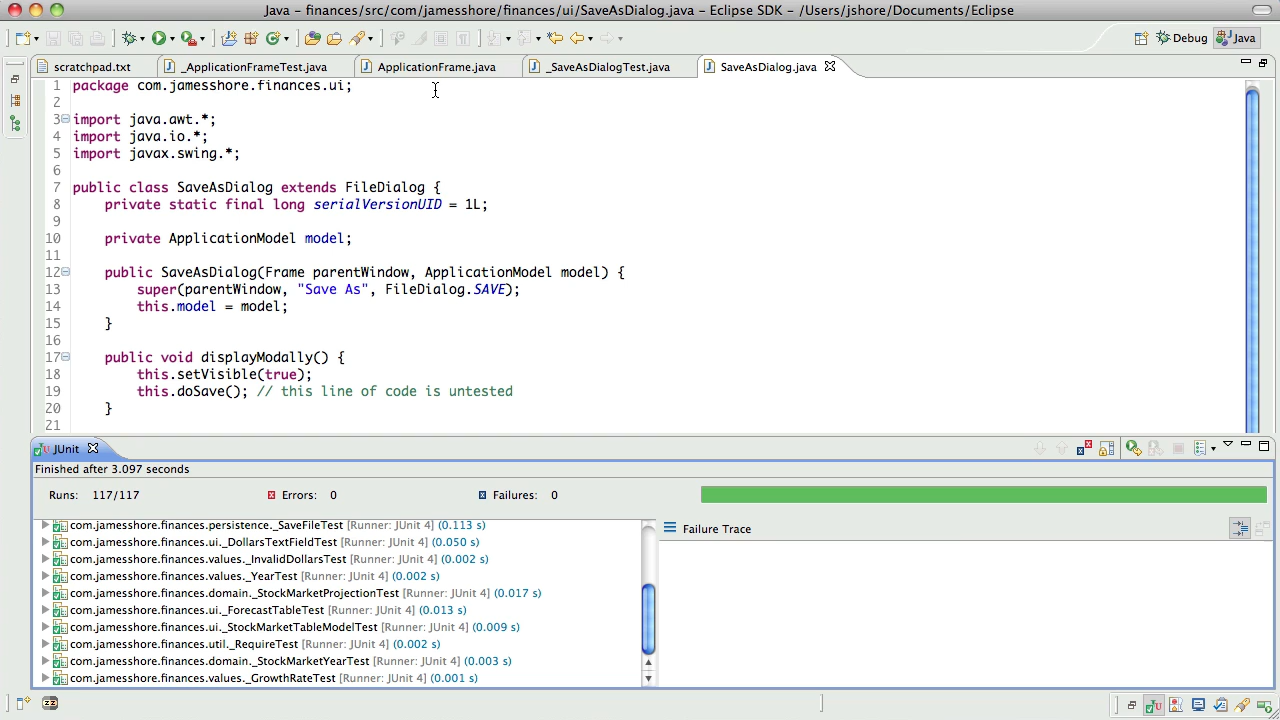 Java – finances/src/com/jamesshore/finances/ui/SaveAsDialog.java – Eclipse SDK – /Users/jshore/Documents/Eclipse
Debug Java
scratchpad.txt _ApplicationFrameTest.java ApplicationFrame.java _SaveAsDialogTest.java SaveAsDialog.java
1 package com.jamesshore.finances.ui;
2
3 import java.awt.*;
4 import java.io.*;
5 import javax.swing.*;
6
7 public class SaveAsDialog extends FileDialog {
8 private static final long serialVersionUID = 1L;
9
10 private ApplicationModel model;
11
12 public SaveAsDialog(Frame parentWindow, ApplicationModel model) {
13 super(parentWindow, "Save As", FileDialog.SAVE);
14 this.model = model;
15 }
16
17 public void displayModally() {
18 this.setVisible(true);
19 this.doSave(); // this line of code is untested
20 }
21
JUnit
Finished after 3.097 seconds
Runs: 117/117 Errors: 0 Failures: 0
com.jamesshore.finances.persistence._SaveFileTest [Runner: JUnit 4] (0.113 s)
Failure Trace
com.jamesshore.finances.ui._DollarsTextFieldTest [Runner: JUnit 4] (0.050 s)
com.jamesshore.finances.values._InvalidDollarsTest [Runner: JUnit 4] (0.002 s)
com.jamesshore.finances.values._YearTest [Runner: JUnit 4] (0.002 s)
com.jamesshore.finances.domain._StockMarketProjectionTest [Runner: JUnit 4] (0.017 s)
com.jamesshore.finances.ui._ForecastTableTest [Runner: JUnit 4] (0.013 s)
com.jamesshore.finances.ui._StockMarketTableModelTest [Runner: JUnit 4] (0.009 s)
com.jamesshore.finances.util._RequireTest [Runner: JUnit 4] (0.002 s)
com.jamesshore.finances.domain._StockMarketYearTest [Runner: JUnit 4] (0.003 s)
com.jamesshore.finances.values._GrowthRateTest [Runner: JUnit 4] (0.001 s)